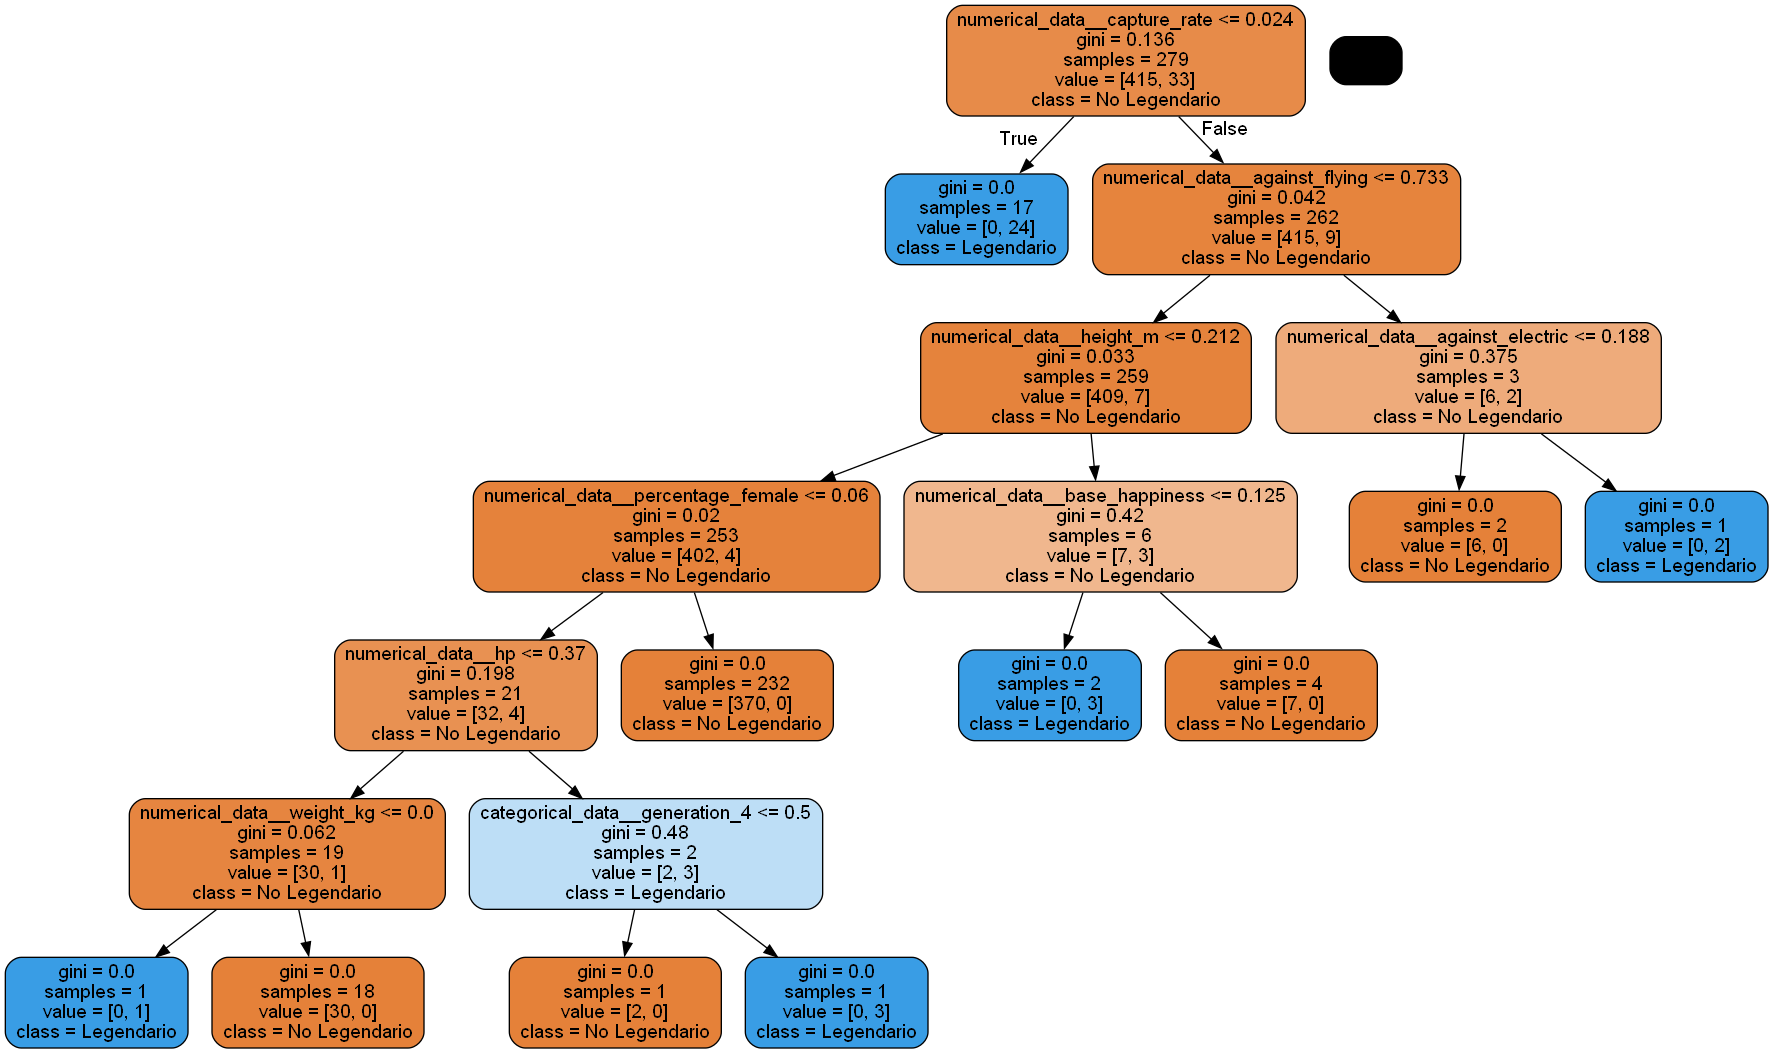 numerical_data__capture_rate <= 0.024
gini = 0.136
samples = 279
value = [415, 33]
class = No Legendario
True
False
gini = 0.0
samples = 17
value = [0, 24]
class = Legendario
numerical_data__against_flying <= 0.733
gini = 0.042
samples = 262
value = [415, 9]
class = No Legendario
numerical_data__height_m <= 0.212
gini = 0.033
samples = 259
value = [409, 7]
class = No Legendario
numerical_data__against_electric <= 0.188
gini = 0.375
samples = 3
value = [6, 2]
class = No Legendario
numerical_data__percentage_female <= 0.06
gini = 0.02
samples = 253
value = [402, 4]
class = No Legendario
numerical_data__base_happiness <= 0.125
gini = 0.42
samples = 6
value = [7, 3]
class = No Legendario
gini = 0.0
samples = 2
value = [6, 0]
class = No Legendario
gini = 0.0
samples = 1
value = [0, 2]
class = Legendario
numerical_data__hp <= 0.37
gini = 0.198
samples = 21
value = [32, 4]
class = No Legendario
gini = 0.0
samples = 232
value = [370, 0]
class = No Legendario
gini = 0.0
samples = 2
value = [0, 3]
class = Legendario
gini = 0.0
samples = 4
value = [7, 0]
class = No Legendario
numerical_data__weight_kg <= 0.0
gini = 0.062
samples = 19
value = [30, 1]
class = No Legendario
categorical_data__generation_4 <= 0.5
gini = 0.48
samples = 2
value = [2, 3]
class = Legendario
gini = 0.0
samples = 1
value = [0, 1]
class = Legendario
gini = 0.0
samples = 18
value = [30, 0]
class = No Legendario
gini = 0.0
samples = 1
value = [2, 0]
class = No Legendario
gini = 0.0
samples = 1
value = [0, 3]
class = Legendario